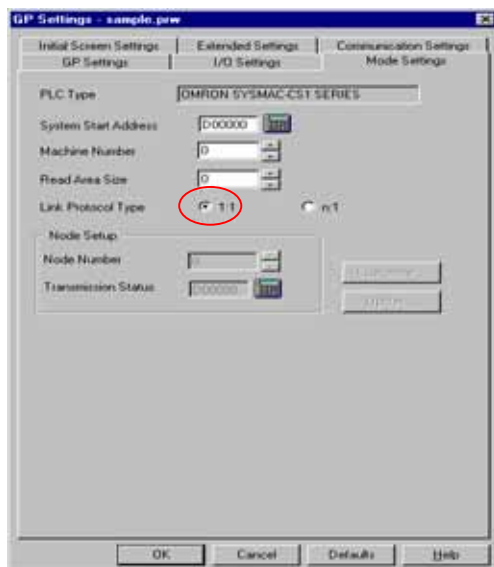 GP Settings - sample.prw
Initial Screen Settings
Extended Settings
Communication Settings
GP Settings
I/O Settings
Mode Settings
PLC Type
OMRON SYSMAC-CS1 SERIES
System Start Address
D00000
Machine Number
0
Read Area Size
0
Link Protocol Type
1:1
n:1
Node Setup
Node Number
0
Transmission Status
D00000
OK
Cancel
Defaults
Help